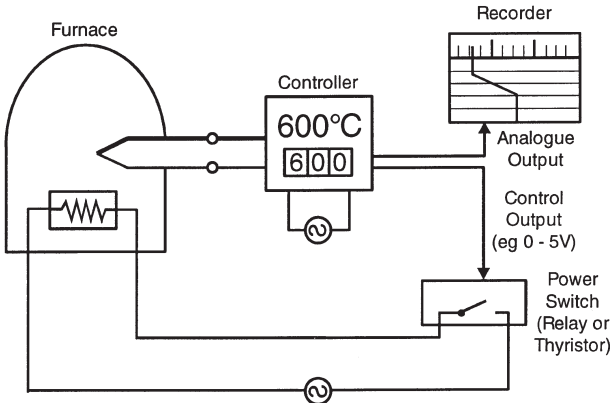 Furnace
Recorder
Controller
600°C
600
Analogue
Output
Control
Output
(eg 0 - 5V)
Power
Switch
(Relay or
Thyristor)